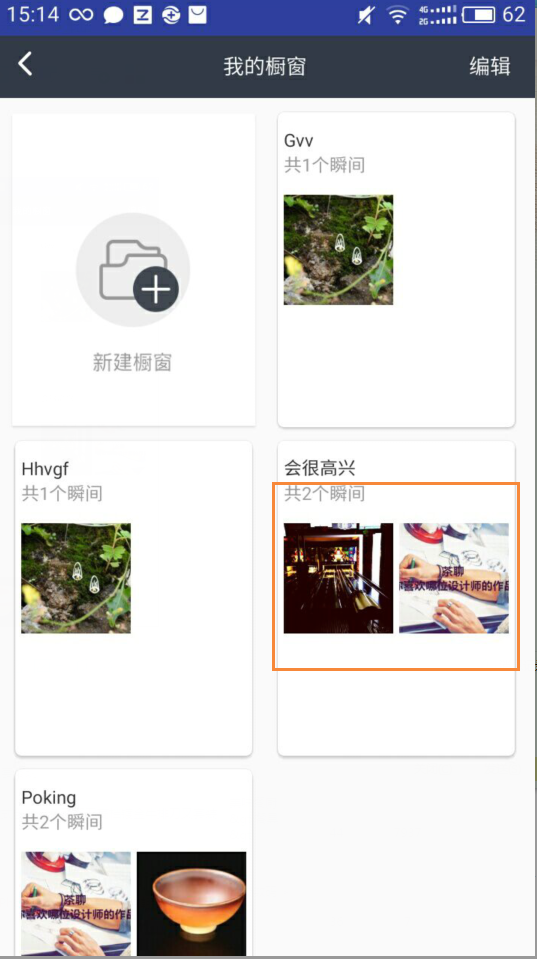 15:14
4G
2G
62
我的橱窗
编辑
新建橱窗
Gvv
共1个瞬间
Hhvgf
共1个瞬间
会很高兴
共2个瞬间
茶聊
喜欢哪位设计师的作品
Poking
共2个瞬间
茶聊
喜欢哪位设计师的作品